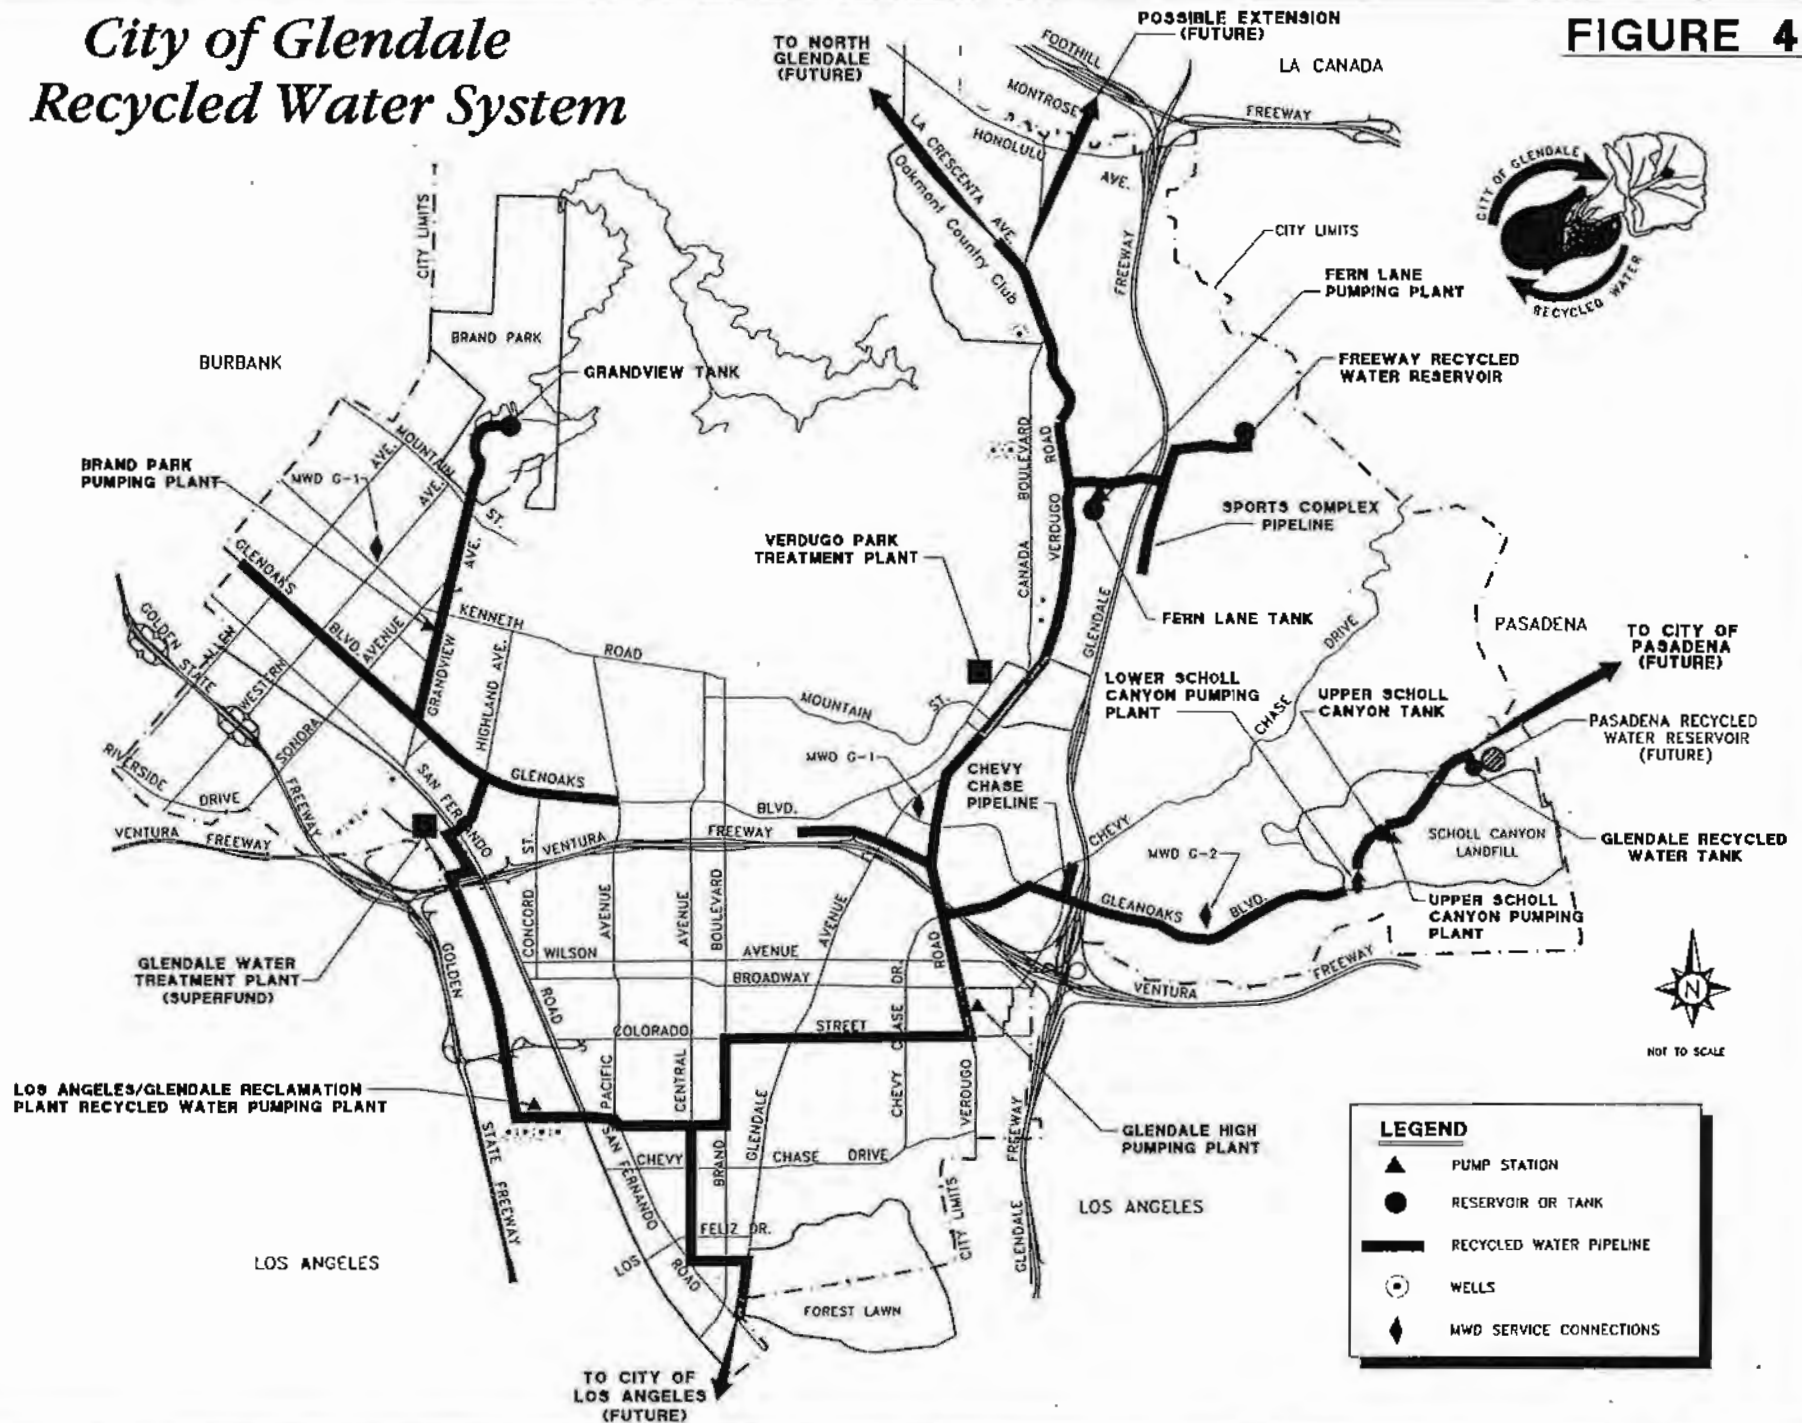 City of Glendale
Recycled Water System
FIGURE 4
POSSIBLE EXTENSION
(FUTURE)
TO NORTH
GLENDALE
(FUTURE)
LA CANADA
FOOTHILL
FREEWAY
MONTROSE
HONOLULU
AVE.
LA CRESCENTA AVE.
Oakmont Country Club
CITY OF GLENDALE
RECYCLED WATER
CITY LIMITS
CITY LIMITS
FREEWAY
FERN LANE
PUMPING PLANT
FREEWAY RECYCLED
WATER RESERVOIR
BURBANK
BRAND PARK
GRANDVIEW TANK
BRAND PARK
PUMPING PLANT
MWD G-1
MOUNTAIN
AVE.
AVE.
ST.
AVE.
GLENOAKS
BLVD.
AVENUE
GRANDVIEW
KENNETH
ROAD
HIGHLAND AVE.
GOLDEN
STATE
ALLEN
WESTERN
SONORA
FREEWAY
RIVERSIDE
DRIVE
SAN FERNANDO
VERDUGO PARK
TREATMENT PLANT
CANADA
BOULEVARD
VERDUGO
ROAD
SPORTS COMPLEX
PIPELINE
FERN LANE TANK
GLENDALE
PASADENA
TO CITY OF
PASADENA
(FUTURE)
DRIVE
CHASE
CHEVY
LOWER SCHOLL
CANYON PUMPING
PLANT
UPPER SCHOLL
CANYON TANK
PASADENA RECYCLED
WATER RESERVOIR
(FUTURE)
MOUNTAIN
ST.
MWD G-1
CHEVY
CHASE
PIPELINE
GLENOAKS
BLVD.
VENTURA
FREEWAY
VENTURA
FREEWAY
MWD G-2
SCHOLL CANYON
LANDFILL
GLENDALE RECYCLED
WATER TANK
GLEANOAKS
BLVD.
UPPER SCHOLL
CANYON PUMPING
PLANT
CONCORD
ST.
AVENUE
AVENUE
BOULEVARD
AVENUE
WILSON
AVENUE
BROADWAY
ROAD
VENTURA
FREEWAY
GLENDALE WATER
TREATMENT PLANT
(SUPERFUND)
GOLDEN
ROAD
COLORADO
STREET
CHASE DR.
N
NOT TO SCALE
LOS ANGELES/GLENDALE RECLAMATION
PLANT RECYCLED WATER PUMPING PLANT
PACIFIC
CENTRAL
GLENDALE
CHEVY
VERDUGO
GLENDALE HIGH
PUMPING PLANT
STATE
FREEWAY
SAN FERNANDO
ROAD
CHEVY
CHASE
DRIVE
BRAND
FREEWAY
GLENDALE
LOS ANGELES
CITY LIMITS
LOS
FELIZ DR.
LOS ANGELES
FOREST LAWN
TO CITY OF
LOS ANGELES
(FUTURE)
LEGEND
PUMP STATION
RESERVOIR OR TANK
RECYCLED WATER PIPELINE
WELLS
MWD SERVICE CONNECTIONS